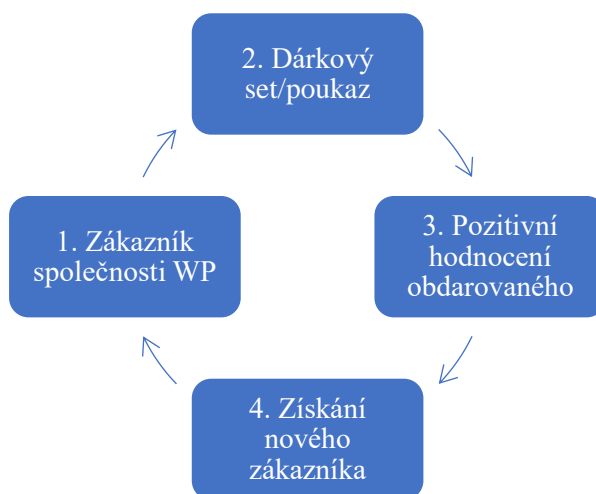 1. Zákazník
společnosti WP
2. Dárkový
set/poukaz
3. Pozitivní
hodnocení
obdarovaného
4. Získání
nového
zákazníka